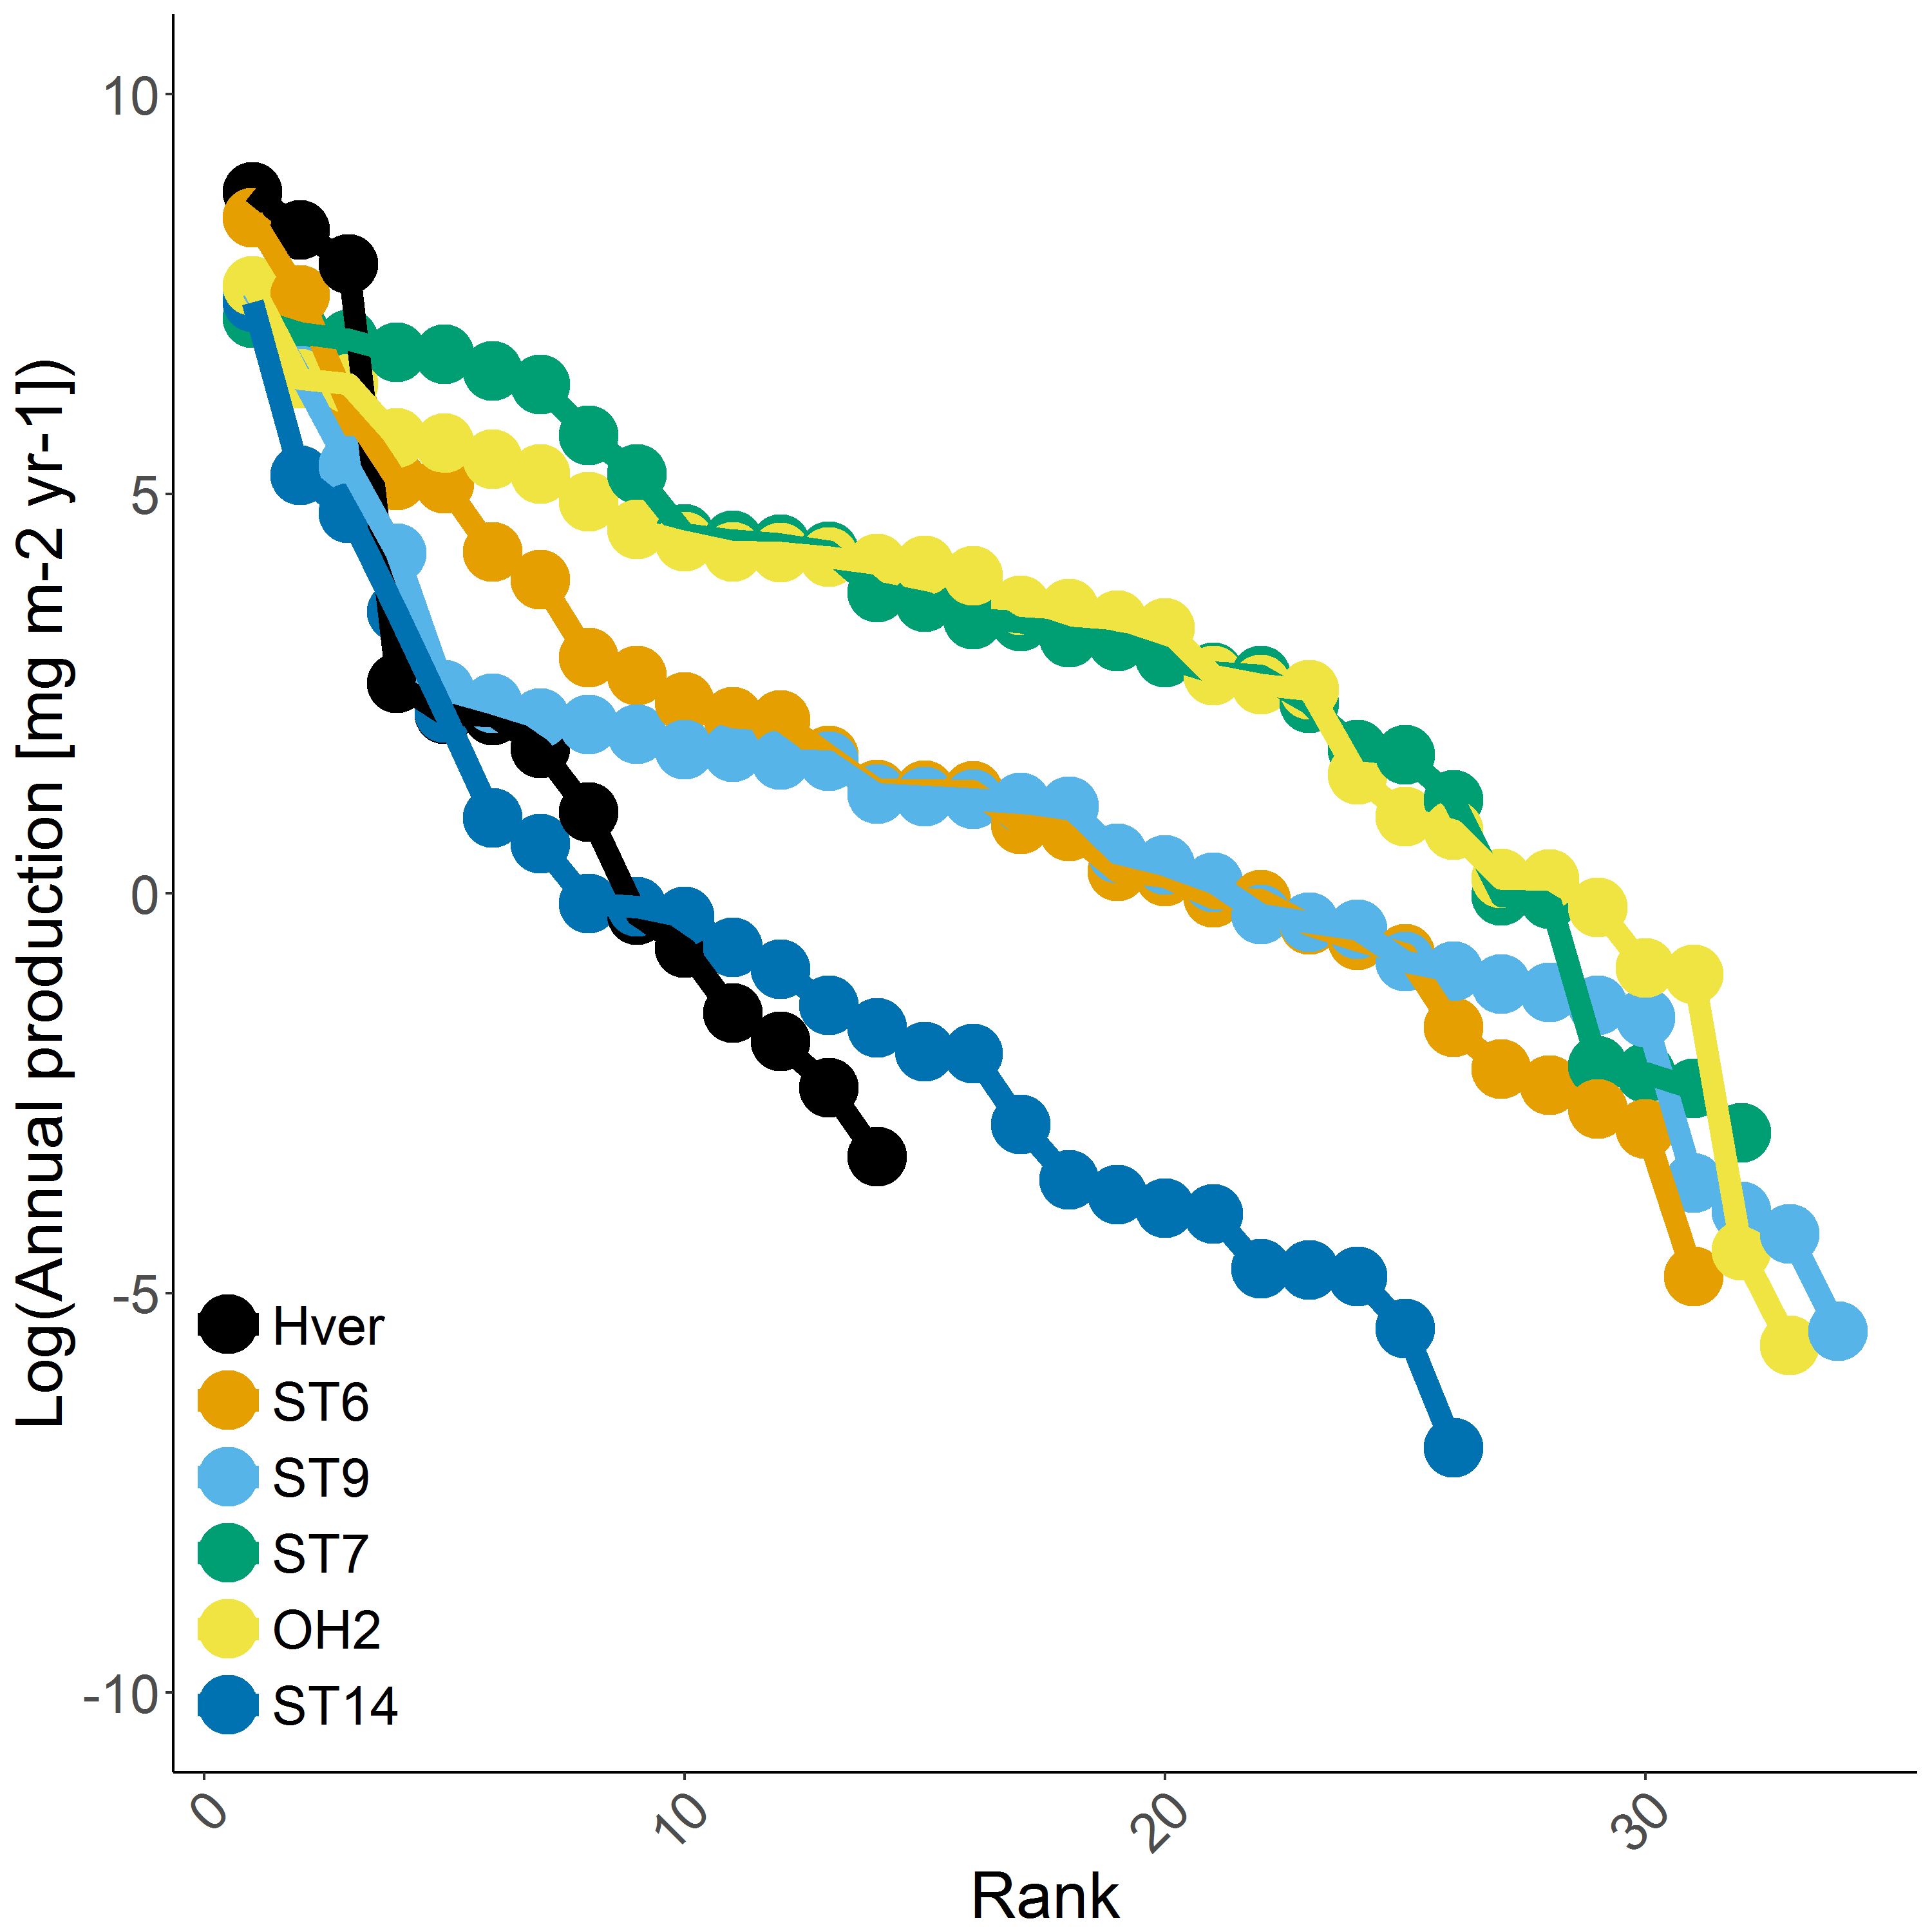 Log(Annual production [mg m-2 yr-1])
10
5
0
-5
-10
Hver
ST6
ST9
ST7
OH2
ST14
0
10
20
30
Rank